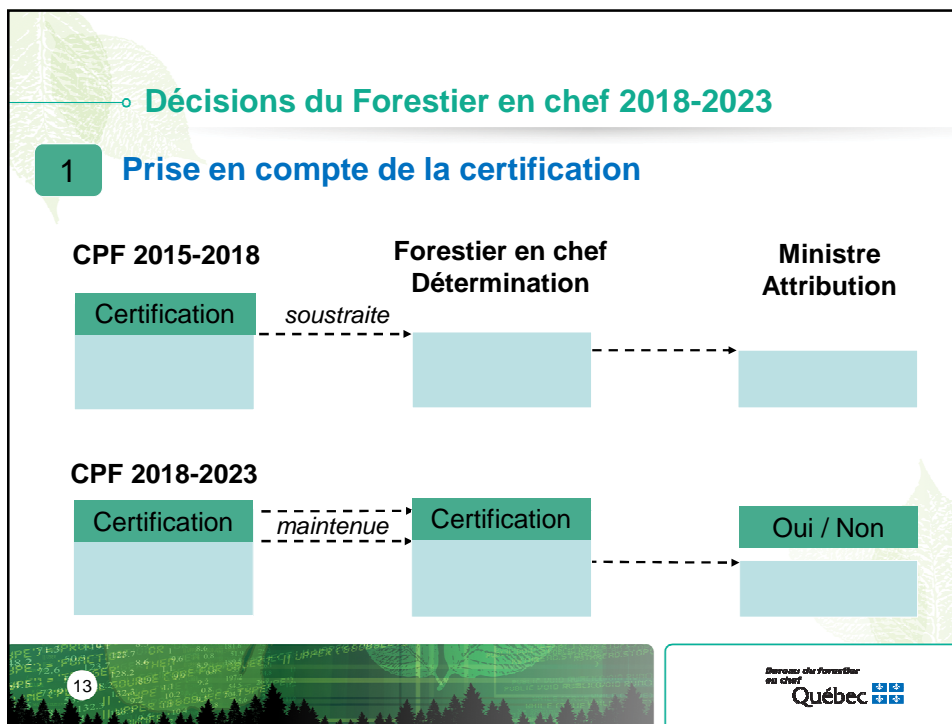 Décisions du Forestier en chef 2018-2023
1 Prise en compte de la certification
CPF 2015-2018
Forestier en chef
Détermination
Ministre
Attribution
Certification
soustraite
CPF 2018-2023
Certification
maintenue
Certification
Oui / Non
13
Bureau du forestier
en chef
Québec